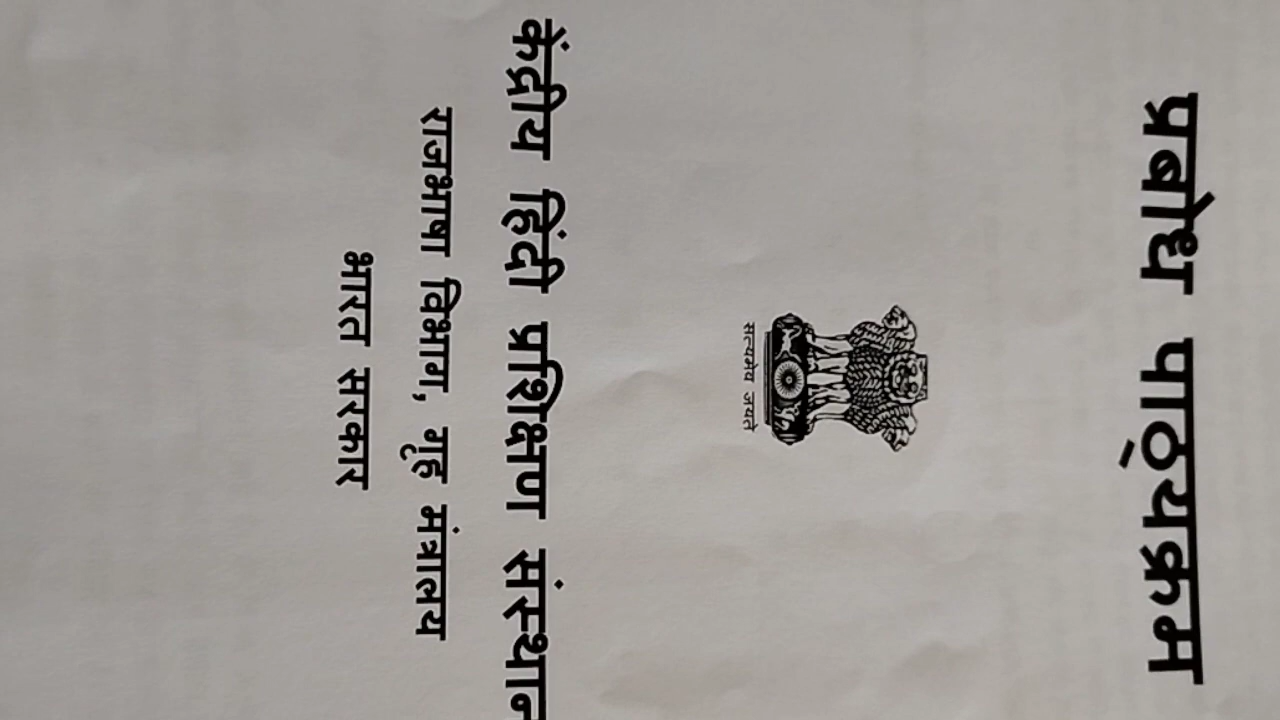 प्रबोध पाठ्यक्रम
सत्यमेव जयते
केंद्रीय हिंदी प्रशिक्षण संस्थान
राजभाषा विभाग, गृह मंत्रालय
भारत सरकार